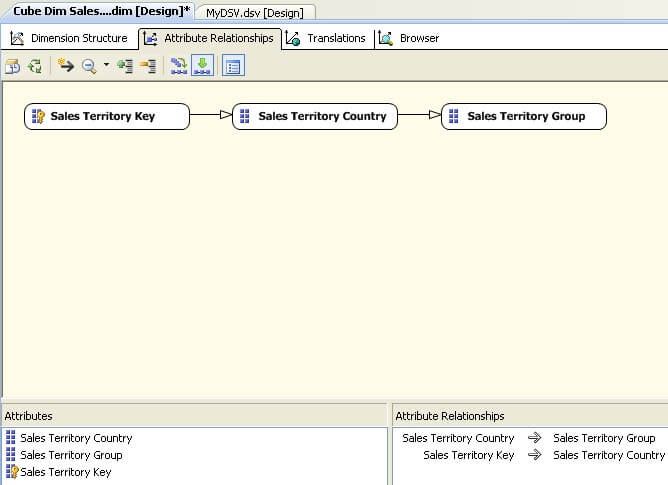 Cube Dim Sales....dim [Design]* MyDSV.dsv [Design]
Dimension Structure Attribute Relationships Translations Browser
Sales Territory Key Sales Territory Country Sales Territory Group
Attributes Attribute Relationships
Sales Territory Country Sales Territory Country Sales Territory Group
Sales Territory Group Sales Territory Key Sales Territory Country
Sales Territory Key